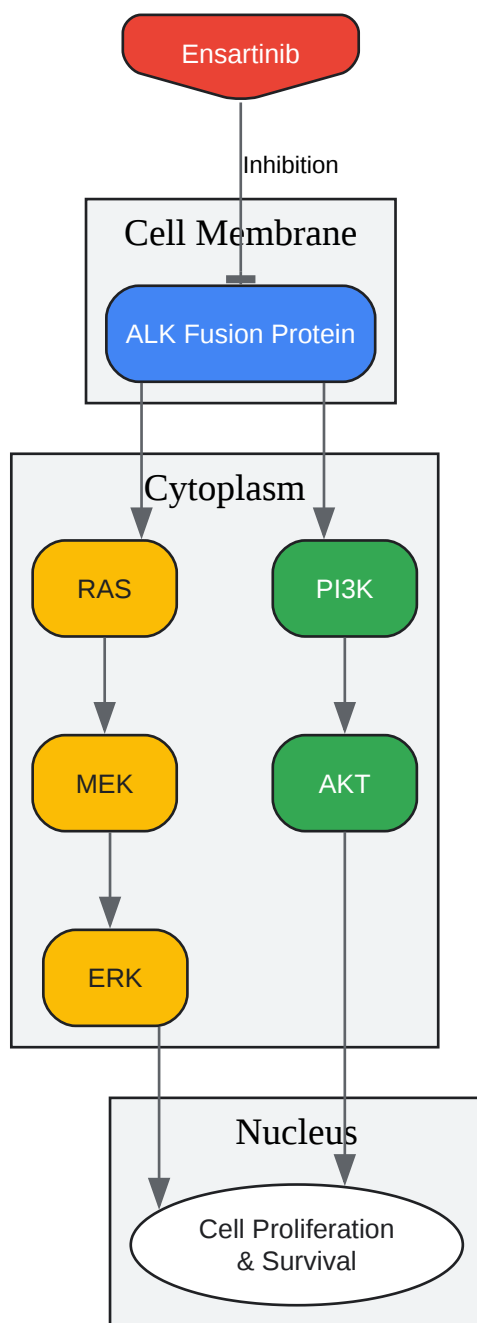 Ensartinib
Inhibition
Cell Membrane
ALK Fusion Protein
Cytoplasm
RAS
PI3K
MEK
AKT
ERK
Nucleus
Cell Proliferation
& Survival